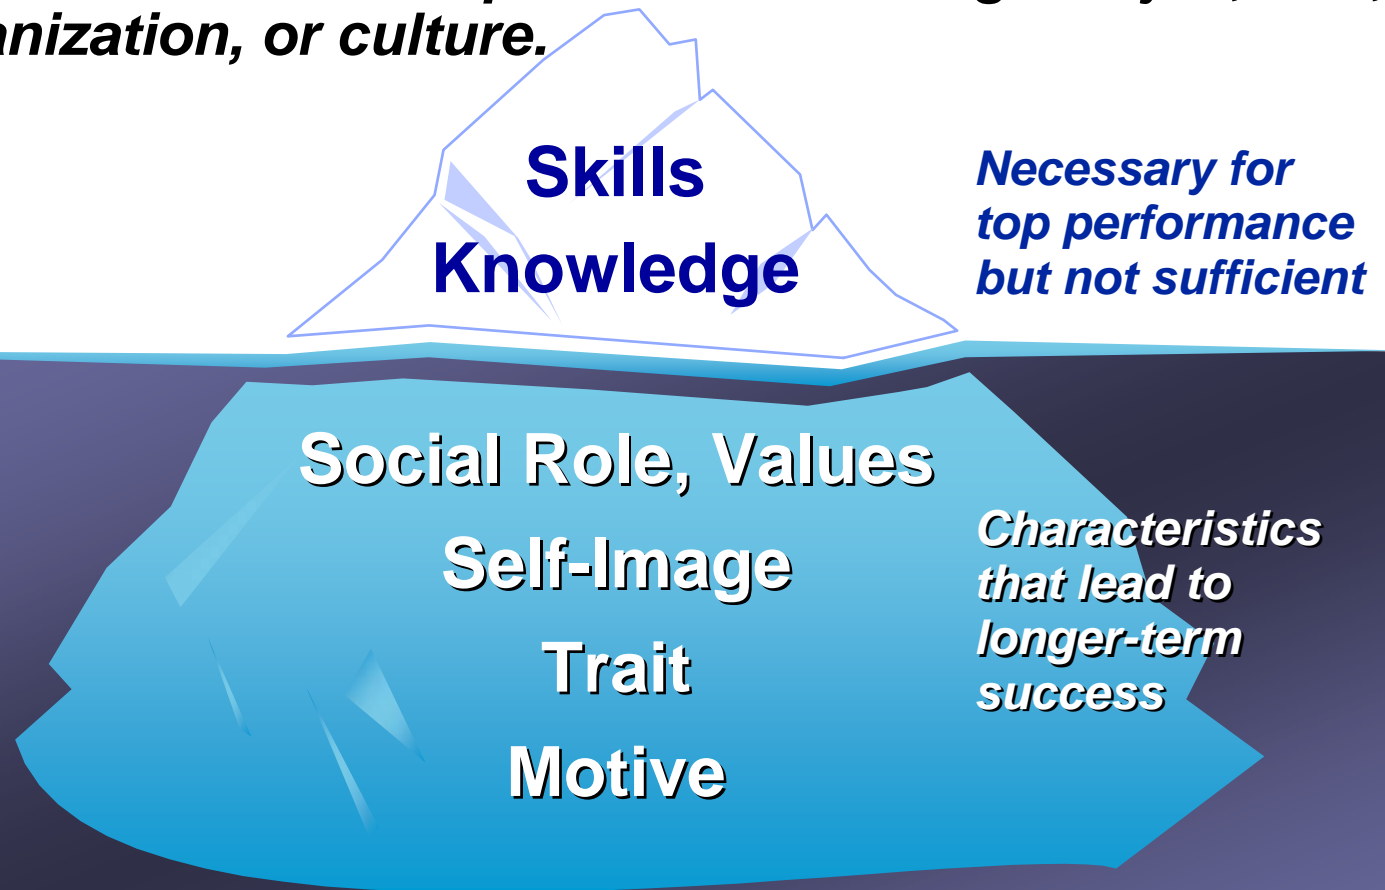 anization, or culture.
Skills
Knowledge
Necessary for
top performance
but not sufficient
Social Role, Values
Self-Image
Trait
Motive
Characteristics
that lead to
longer-term
success